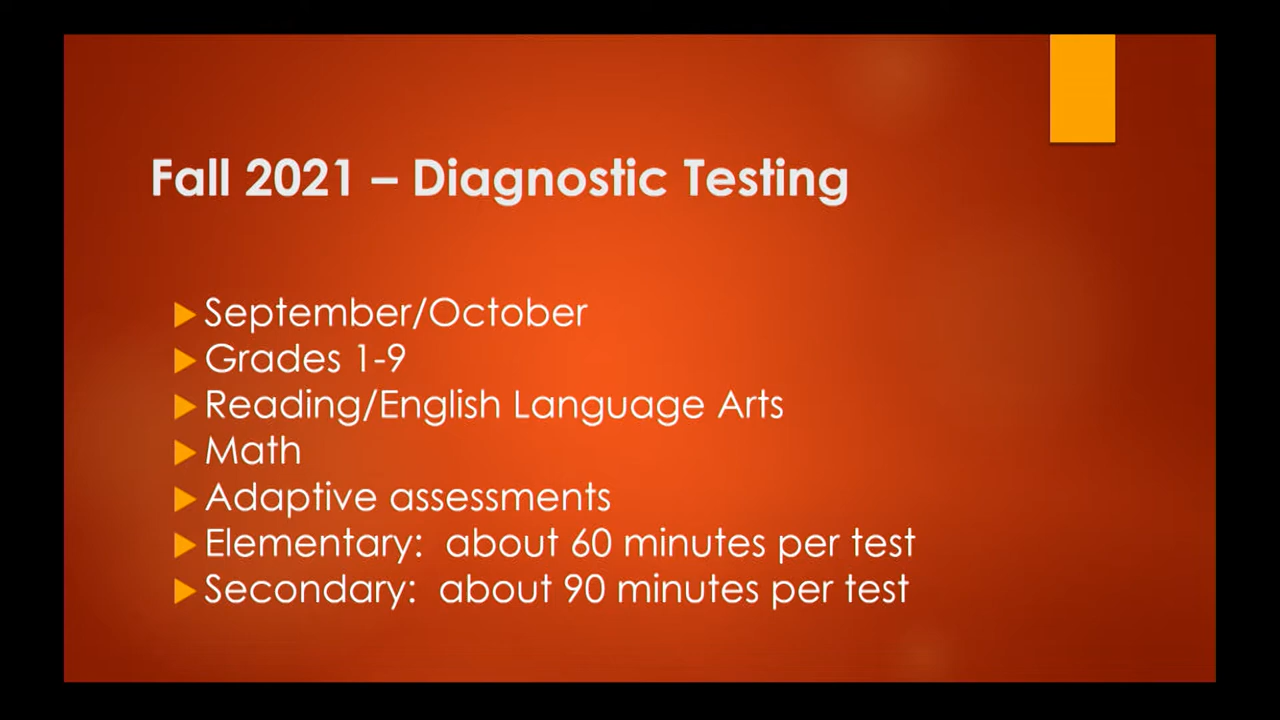 Fall 2021 – Diagnostic Testing
September/October
Grades 1-9
Reading/English Language Arts
Math
Adaptive assessments
Elementary: about 60 minutes per test
Secondary: about 90 minutes per test